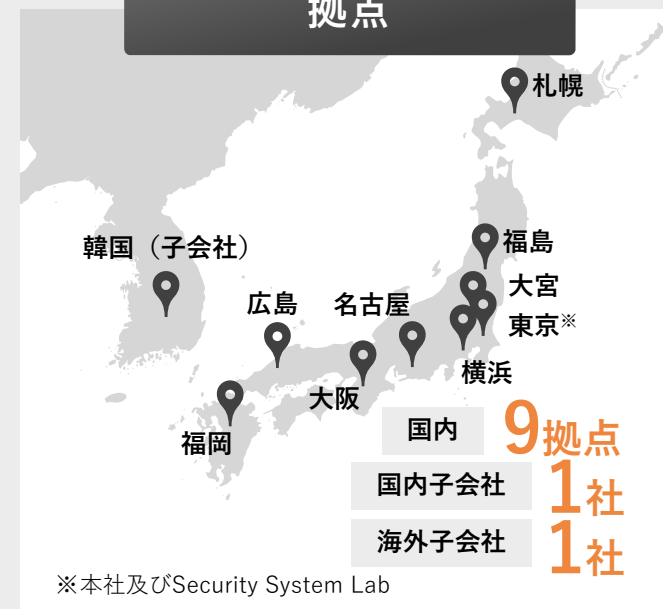 拠点
札幌
福島
韓国（子会社）
大宮
広島
名古屋
東京※
横浜
大阪
福岡
国内 9拠点
国内子会社 1社
海外子会社 1社
※本社及びSecurity System Lab